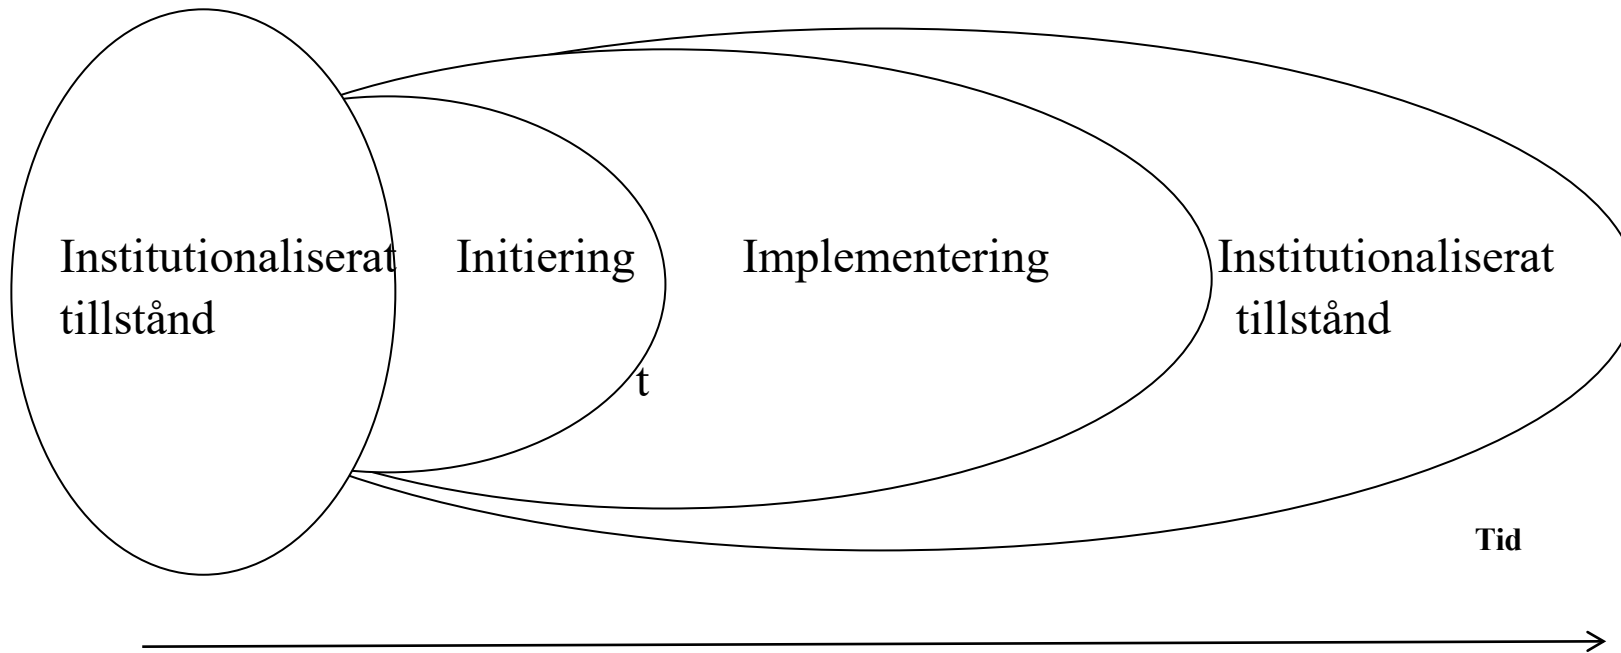 Institutionaliserat Initiering Implementering Institutionaliserat
tillstånd tillstånd
t
Tid